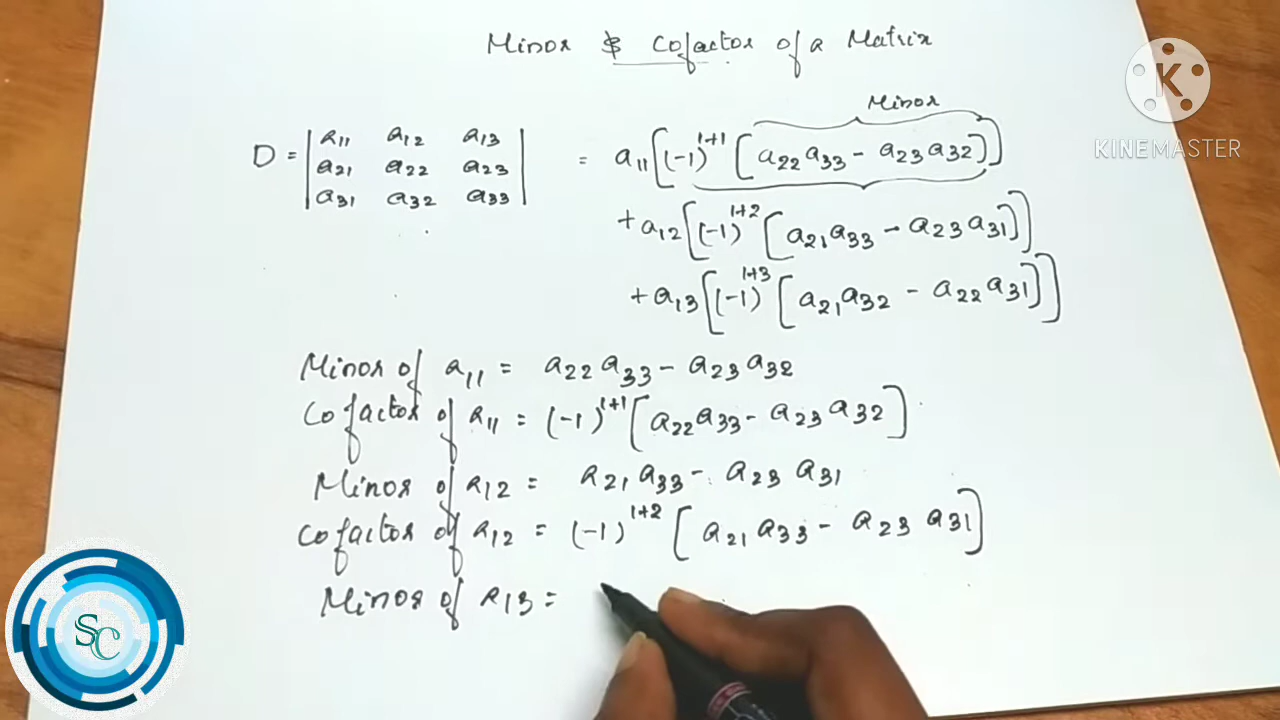 Minor & Cofactor of a Matrix
Minor
D = | a11 a12 a13 | = a11[(-1)^1+1 [a22a33 - a23a32]]
| a21 a22 a23 |
| a31 a32 a33 |
+ a12[(-1)^1+2 [a21a33 - a23a31]]
+ a13[(-1)^1+3 [a21a32 - a22a31]]
Minor of a11 = a22a33 - a23a32
Cofactor of a11 = (-1)^1+1 [a22a33 - a23a32]
Minor of a12 = a21a33 - a23a31
Cofactor of a12 = (-1)^1+2 [a21a33 - a23a31]
Minor of a13 =
K
KINEMASTER
SC